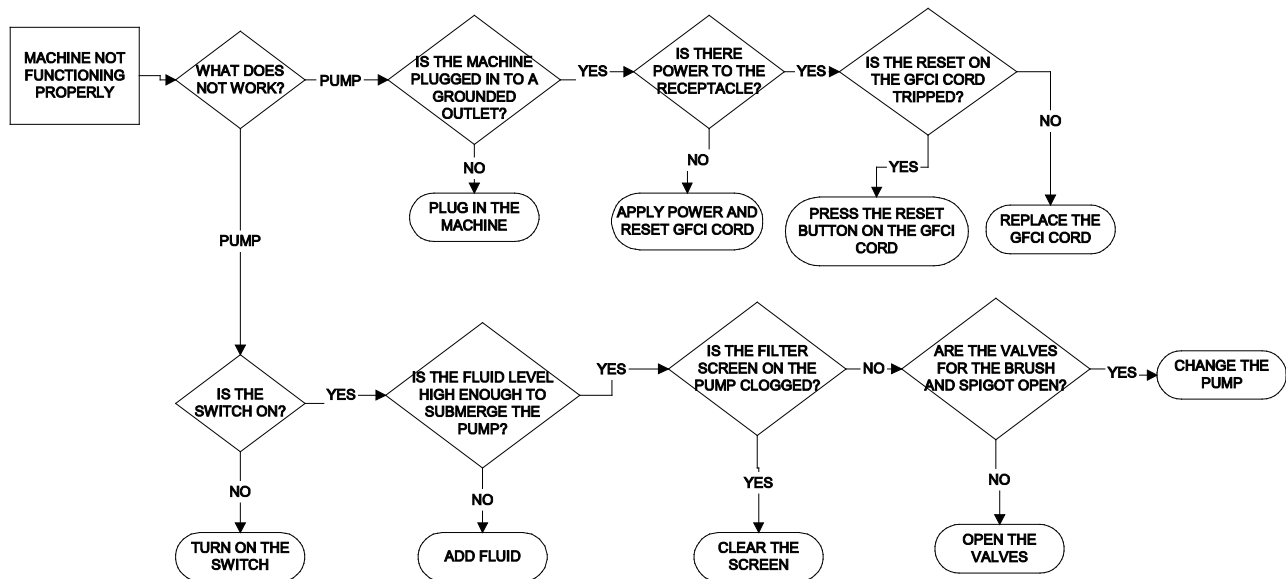 MACHINE NOT
FUNCTIONING
PROPERLY
WHAT DOES
NOT WORK?
PUMP
IS THE MACHINE
PLUGGED IN TO A
GROUNDED
OUTLET?
YES
IS THERE
POWER TO THE
RECEPTACLE?
YES
IS THE RESET ON
THE GFCI CORD
TRIPPED?
NO
NO
YES
NO
PLUG IN THE
MACHINE
APPLY POWER AND
RESET GFCI CORD
PRESS THE RESET
BUTTON ON THE GFCI
CORD
REPLACE THE
GFCI CORD
PUMP
IS THE
SWITCH ON?
YES
IS THE FLUID LEVEL
HIGH ENOUGH TO
SUBMERGE THE
PUMP?
YES
IS THE FILTER
SCREEN ON THE
PUMP CLOGGED?
NO
ARE THE VALVES
FOR THE BRUSH
AND SPIGOT OPEN?
YES
CHANGE THE
PUMP
NO
NO
YES
NO
TURN ON THE
SWITCH
ADD FLUID
CLEAR THE
SCREEN
OPEN THE
VALVES